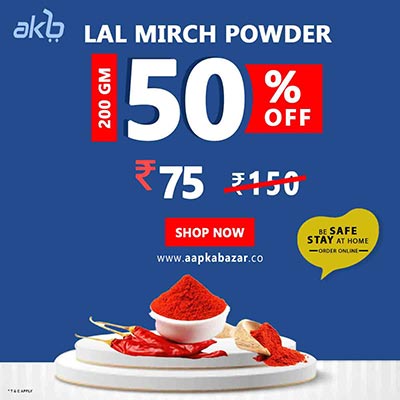 akb
LAL MIRCH POWDER
200 GM
50% OFF
₹75 ₹150
SHOP NOW
www.aapkabazar.co
BE SAFE
STAY AT HOME
ORDER ONLINE
* T & C APPLY